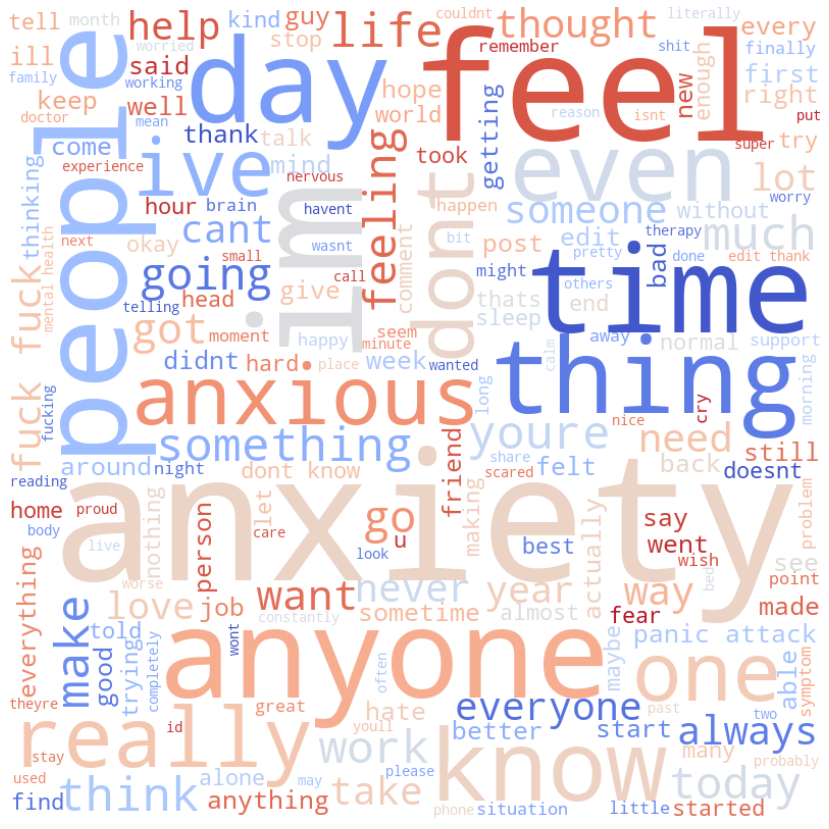 tell
month
kind
guy
life
thought
couldnt
literally
every
ill
worried
help
stop
day
feel
remember
shit
finally
family
working
said
hope
new
enough
first
keep
doctor
mean
well
world
right
people
come
thank
talk
took
getting
reason
isnt
super
put
try
thinking
experience
ive
mind
nervous
feeling
im
dont
even
lot
worry
hour
brain
havent
happen
someone
without
next
okay
cant
wasnt
comment
bit
post
edit
therapy
much
fuck fuck
mental health
small
call
going
give
might
pretty
done
edit thank
bad
telling
head
thats
end
time
others
got
moment
happy
minute
seem
sleep
normal
away
support
didnt
hard
place
week
wanted
calm
thing
morning
fucking
anxious
long
nice
cry
something
youre
need
still
around
night
dont know
friend
share
scared
felt
back
doesnt
reading
anxiety
problem
home
proud
nothing
person
let
care
go
u
making
say
body
look
best
actually
went
wish
see
live
worse
bed
point
everything
love
job
want
never
sometime
year
almost
way
fear
made
make
told
constantly
good
trying
completely
wont
anyone
often
maybe
panic attack
one
able
symptom
theyre
really
id
great
youll
hate
everyone
better
start
past
two
always
many
stay
work
know
probably
used
think
alone
may
please
take
today
find
anything
phone
situation
little
started